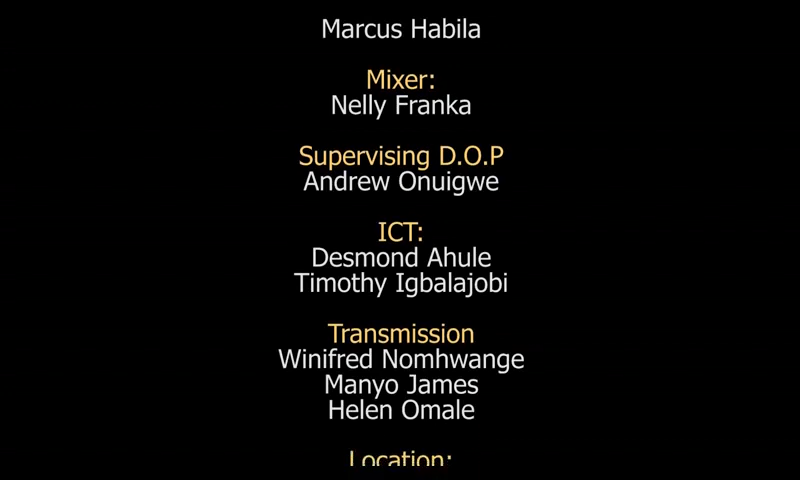 Marcus Habila
Mixer:
Nelly Franka
Supervising D.O.P
Andrew Onuigwe
ICT:
Desmond Ahule
Timothy Igbalajobi
Transmission
Winifred Nomhwange
Manyo James
Helen Omale
Location: